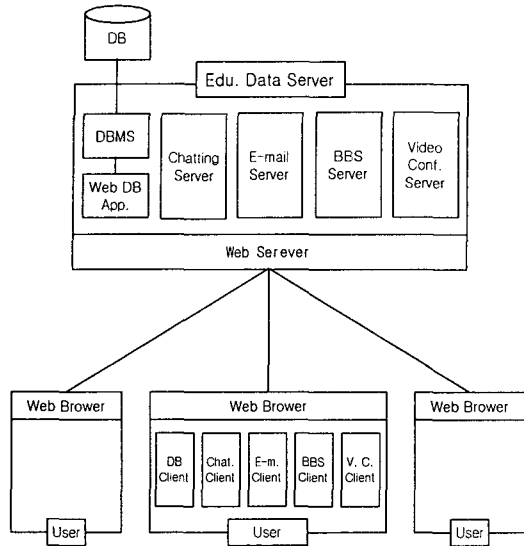 DB
Edu. Data Server
DBMS
Web DB
App.
Chatting
Server
E-mail
Server
BBS
Server
Video
Conf.
Server
Web Serever
Web Brower
User
Web Brower
DB
Client
Chat.
Client
E-m.
Client
BBS
Client
V. C.
Client
User
Web Brower
User